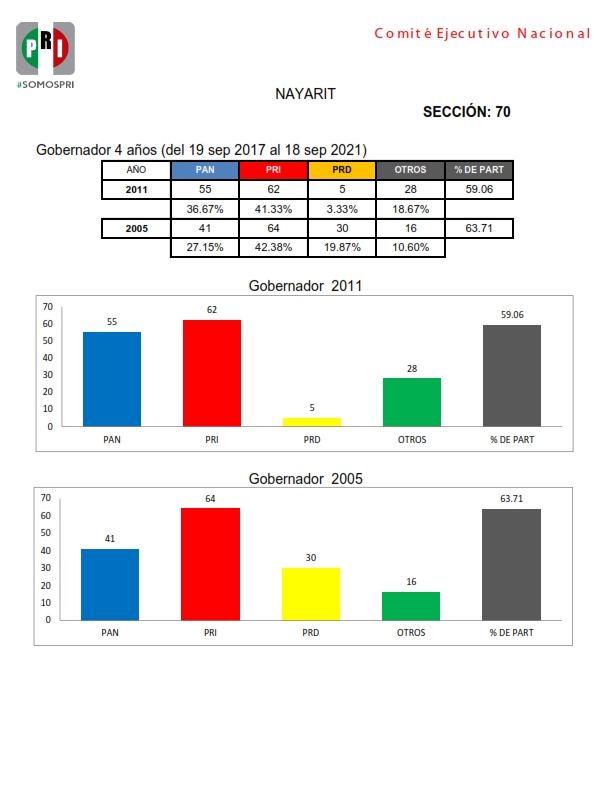 PRI
#SOMOSPRI
Comité Ejecutivo Nacional
NAYARIT
SECCIÓN: 70
Gobernador 4 años (del 19 sep 2017 al 18 sep 2021)
AÑO PAN PRI PRD OTROS % DE PART
2011 55 62 5 28 59.06
36.67% 41.33% 3.33% 18.67%
2005 41 64 30 16 63.71
27.15% 42.38% 19.87% 10.60%
Gobernador 2011
70
60
50
40
30
20
10
0
55
62
5
28
59.06
PAN PRI PRD OTROS % DE PART
Gobernador 2005
70
60
50
40
30
20
10
0
41
64
30
16
63.71
PAN PRI PRD OTROS % DE PART